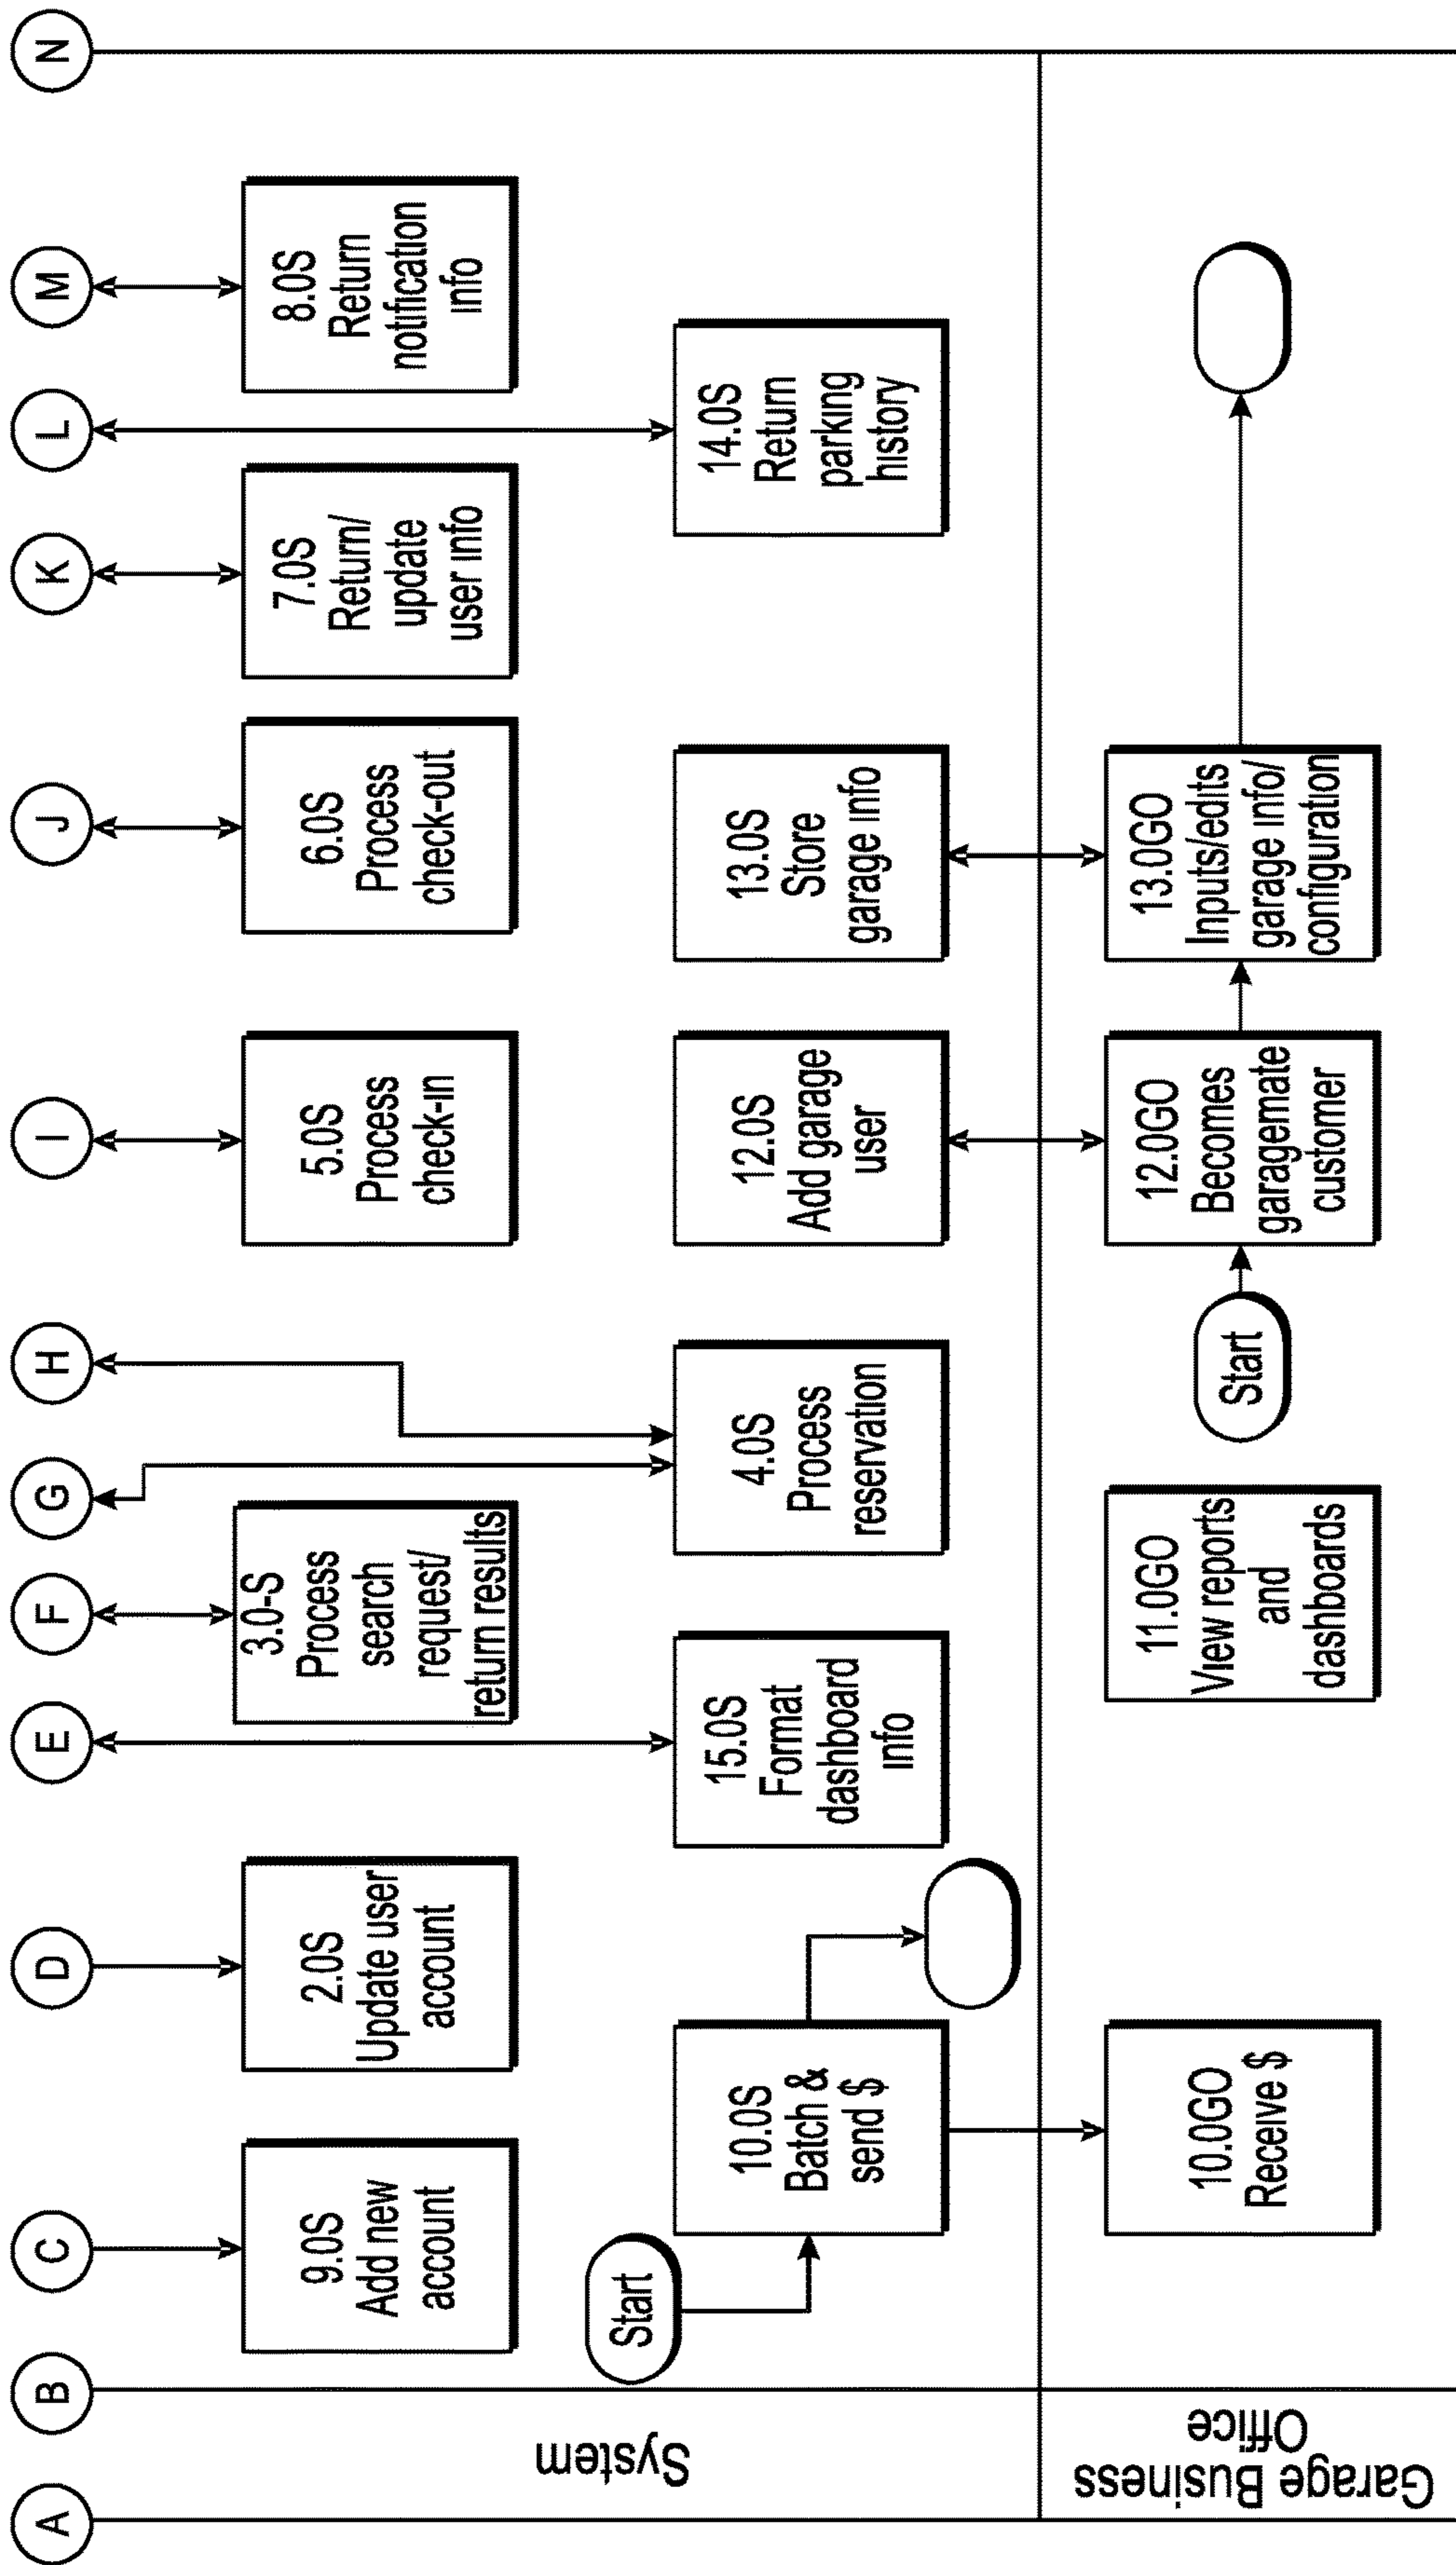 A
B
C
D
E
F
G
H
I
J
K
L
M
N
System
9.0S
Add new
account
2.0S
Update user
account
3.0-S
Process
search
request/
return results
5.0S
Process
check-in
6.0S
Process
check-out
7.0S
Return/
update
user info
8.0S
Return
notification
info
Start
10.0S
Batch &
send $
15.0S
Format
dashboard
info
4.0S
Process
reservation
12.0S
Add garage
user
13.0S
Store
garage info
14.0S
Return
parking
history
Garage Business
Office
10.0GO
Receive $
11.0GO
View reports
and
dashboards
Start
12.0GO
Becomes
garagemate
customer
13.0GO
Inputs/edits
garage info/
configuration